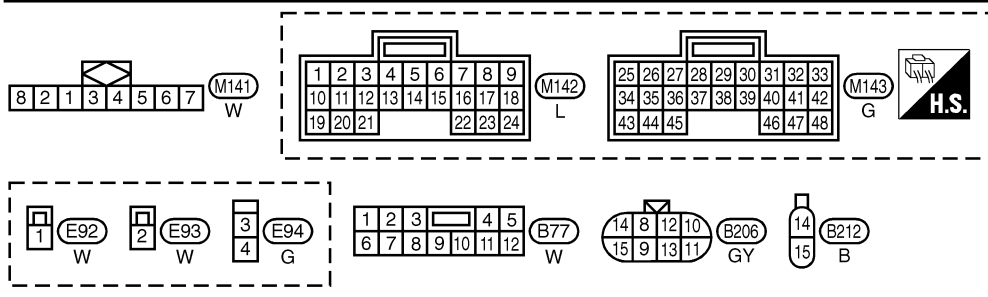 8 2 1 3 4 5 6 7
M141
W
1 2 3 4 5 6 7 8 9
10 11 12 13 14 15 16 17 18
19 20 21 22 23 24
M142
L
25 26 27 28 29 30 31 32 33
34 35 36 37 38 39 40 41 42
43 44 45 46 47 48
M143
G
H.S.
1
E92
W
2
E93
W
3
4
E94
G
1 2 3 4 5
6 7 8 9 10 11 12
B77
W
14 8 12 10
15 9 13 11
B206
GY
14
15
B212
B